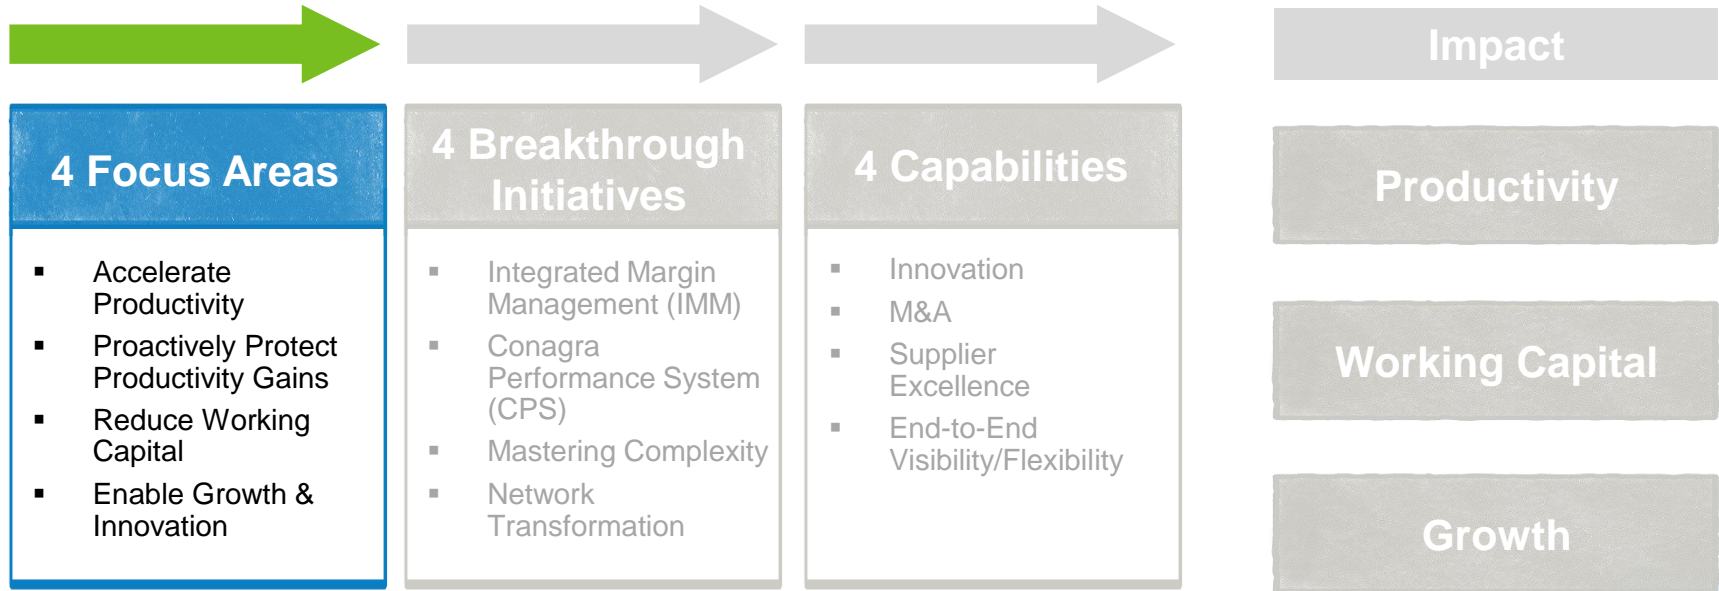 4 Focus Areas
▪ Accelerate
Productivity
▪ Proactively Protect
Productivity Gains
▪ Reduce Working
Capital
▪ Enable Growth &
Innovation
4 Breakthrough
Initiatives
▪ Integrated Margin
Management (IMM)
▪ Conagra
Performance System
(CPS)
▪ Mastering Complexity
▪ Network
Transformation
4 Capabilities
▪ Innovation
▪ M&A
▪ Supplier
Excellence
▪ End-to-End
Visibility/Flexibility
Impact
Productivity
Working Capital
Growth